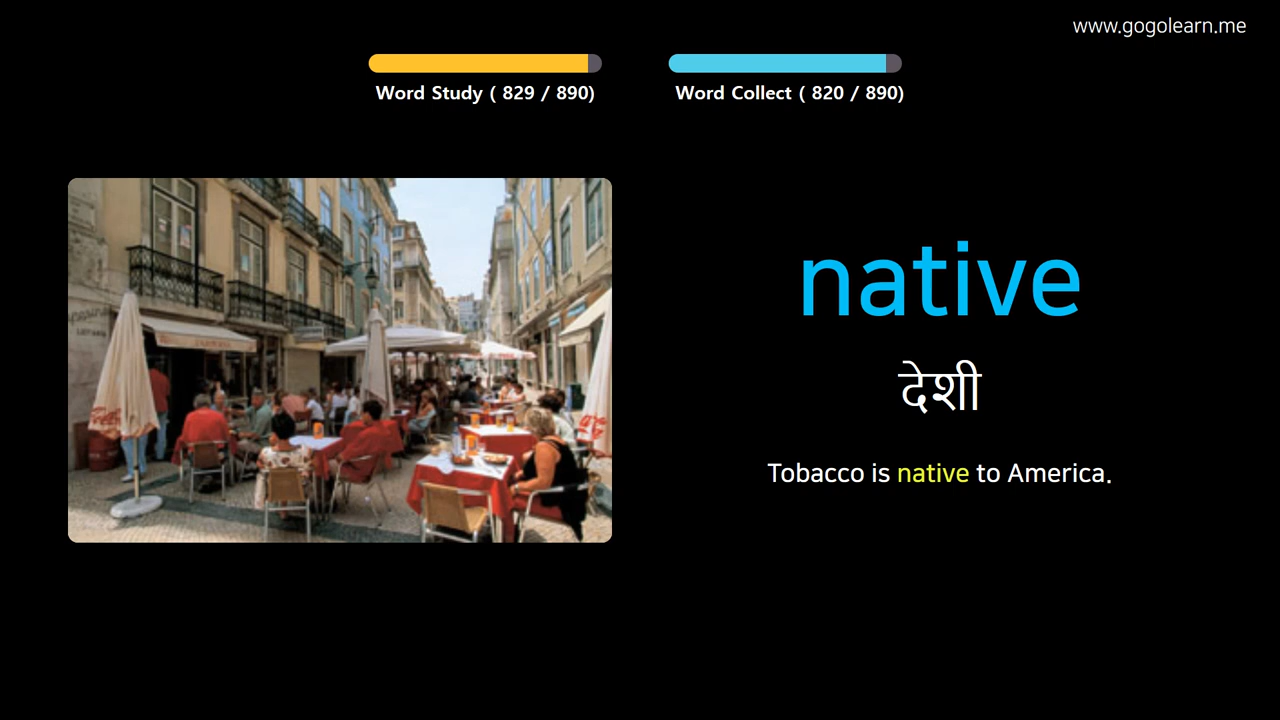 www.gogolearn.me
Word Study ( 829 / 890)
Word Collect ( 820 / 890)
native
देशी
Tobacco is native to America.